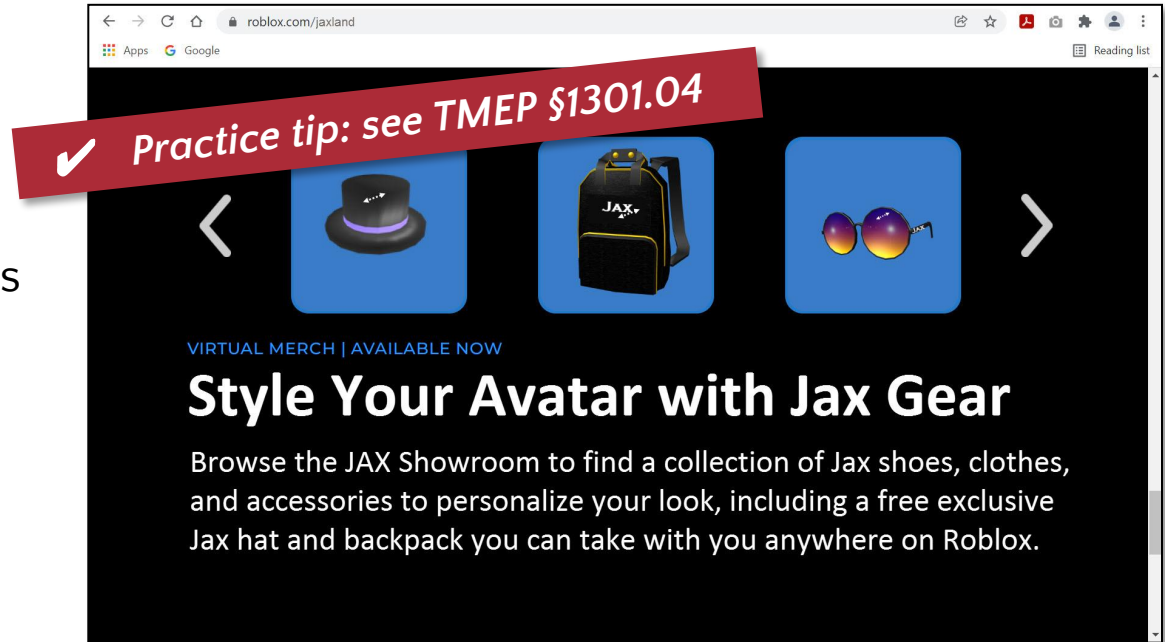 roblox.com/jaxland
Apps Google Reading list
✔ Practice tip: see TMEP §1301.04
JAX
JAX
s
VIRTUAL MERCH | AVAILABLE NOW
Style Your Avatar with Jax Gear
Browse the JAX Showroom to find a collection of Jax shoes, clothes,
and accessories to personalize your look, including a free exclusive
Jax hat and backpack you can take with you anywhere on Roblox.